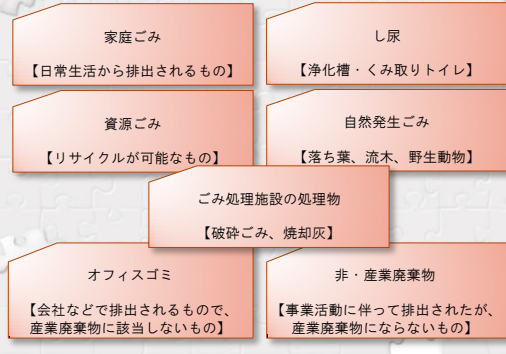 家庭ごみ
【日常生活から排出されるもの】
し尿
【浄化槽・くみ取りトイレ】
資源ごみ
【リサイクルが可能なもの】
自然発生ごみ
【落ち葉、流木、野生動物】
ごみ処理施設の処理物
【破砕ごみ、焼却灰】
オフィスゴミ
【会社などで排出されるもので、
産業廃棄物に該当しないもの】
非・産業廃棄物
【事業活動に伴って排出されたが、
産業廃棄物にならないもの】